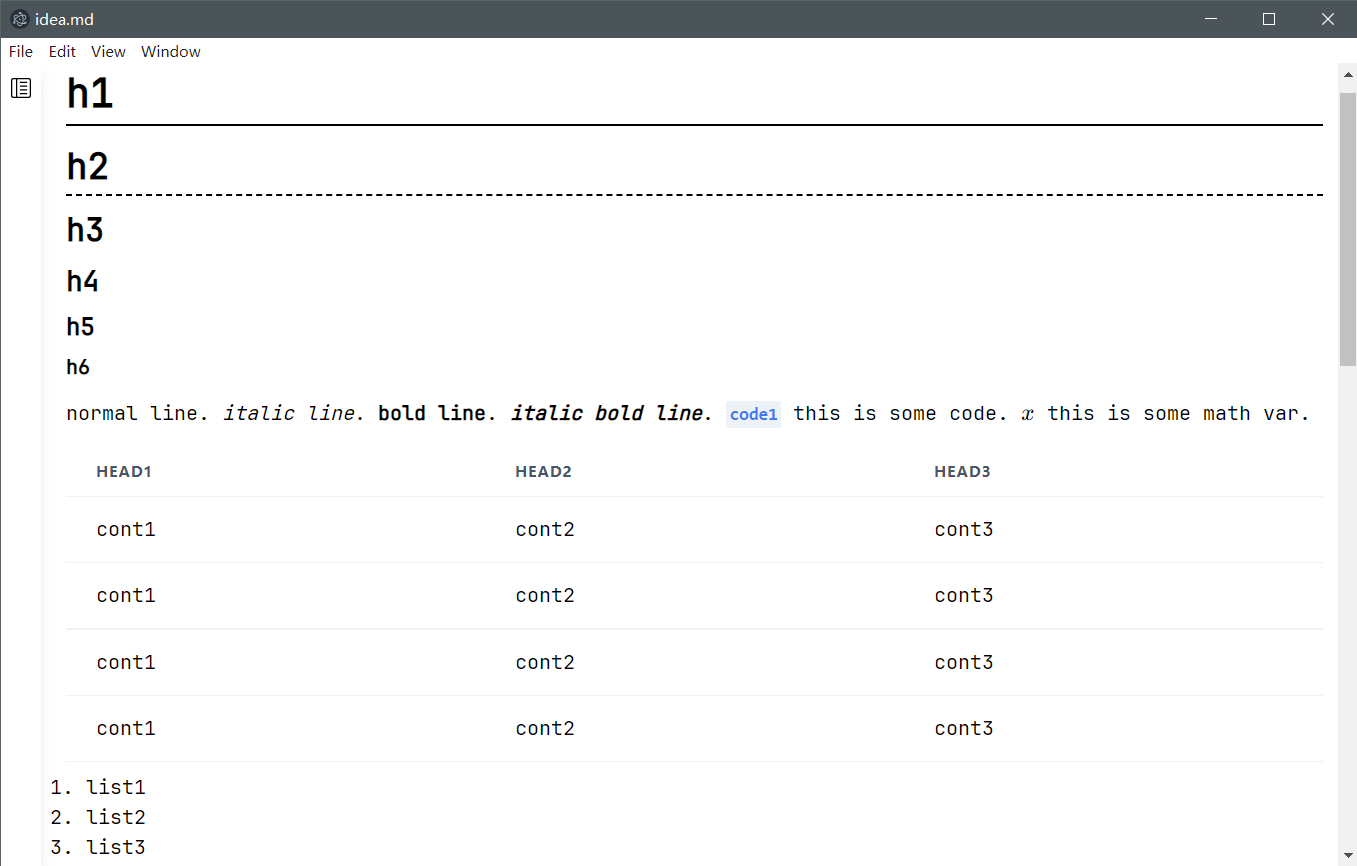 idea.md
File Edit View Window
h1
h2
h3
h4
h5
h6
normal line. italic line. bold line. italic bold line. code1 this is some code. x this is some math var.
HEAD1 HEAD2 HEAD3
cont1 cont2 cont3
cont1 cont2 cont3
cont1 cont2 cont3
cont1 cont2 cont3
1. list1
2. list2
3. list3